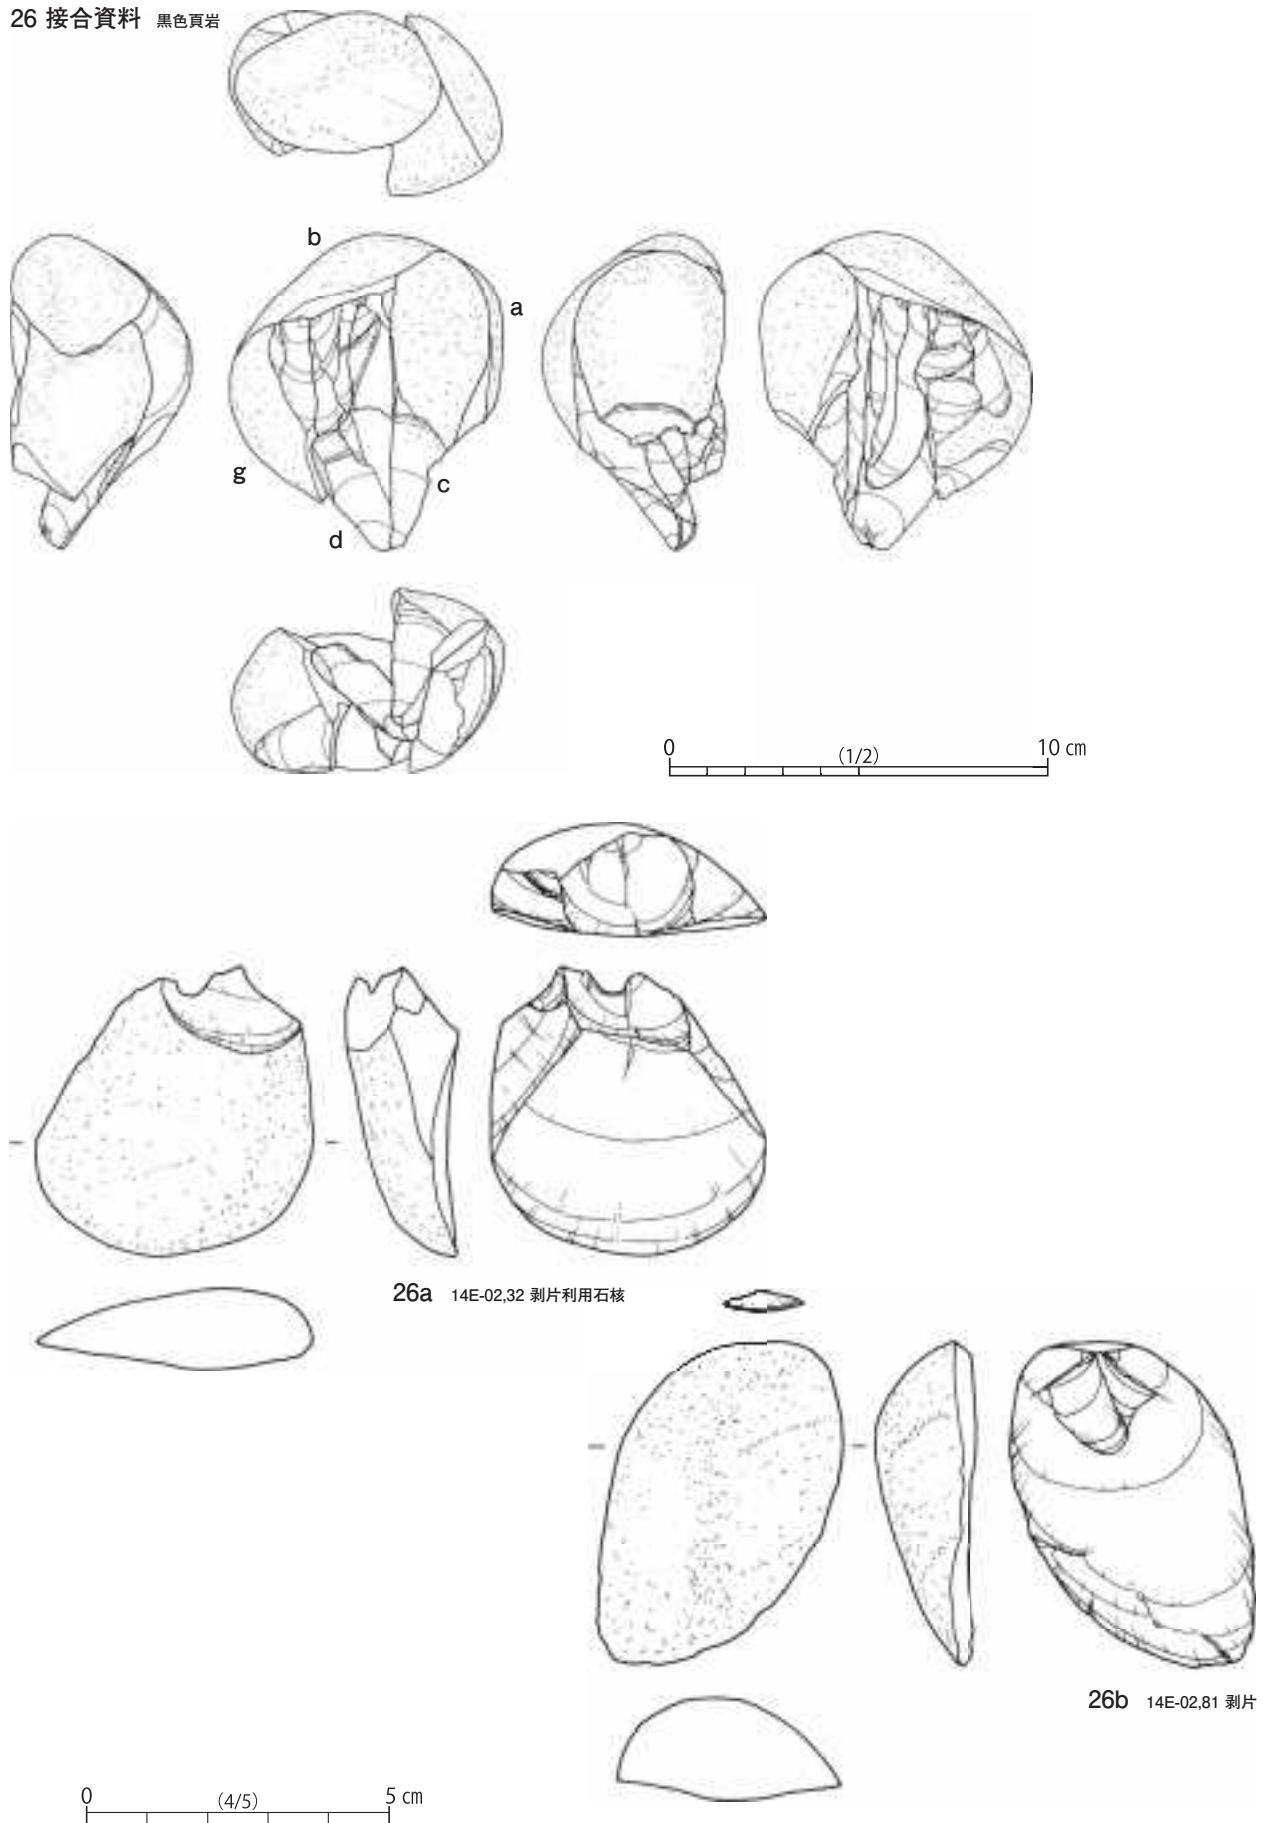 26 接合資料 黒色頁岩
b
a
g
c
d
0 (1/2) 10 cm
26a 14E-02,32 剥片利用石核
26b 14E-02,81 剥片
0 (4/5) 5 cm